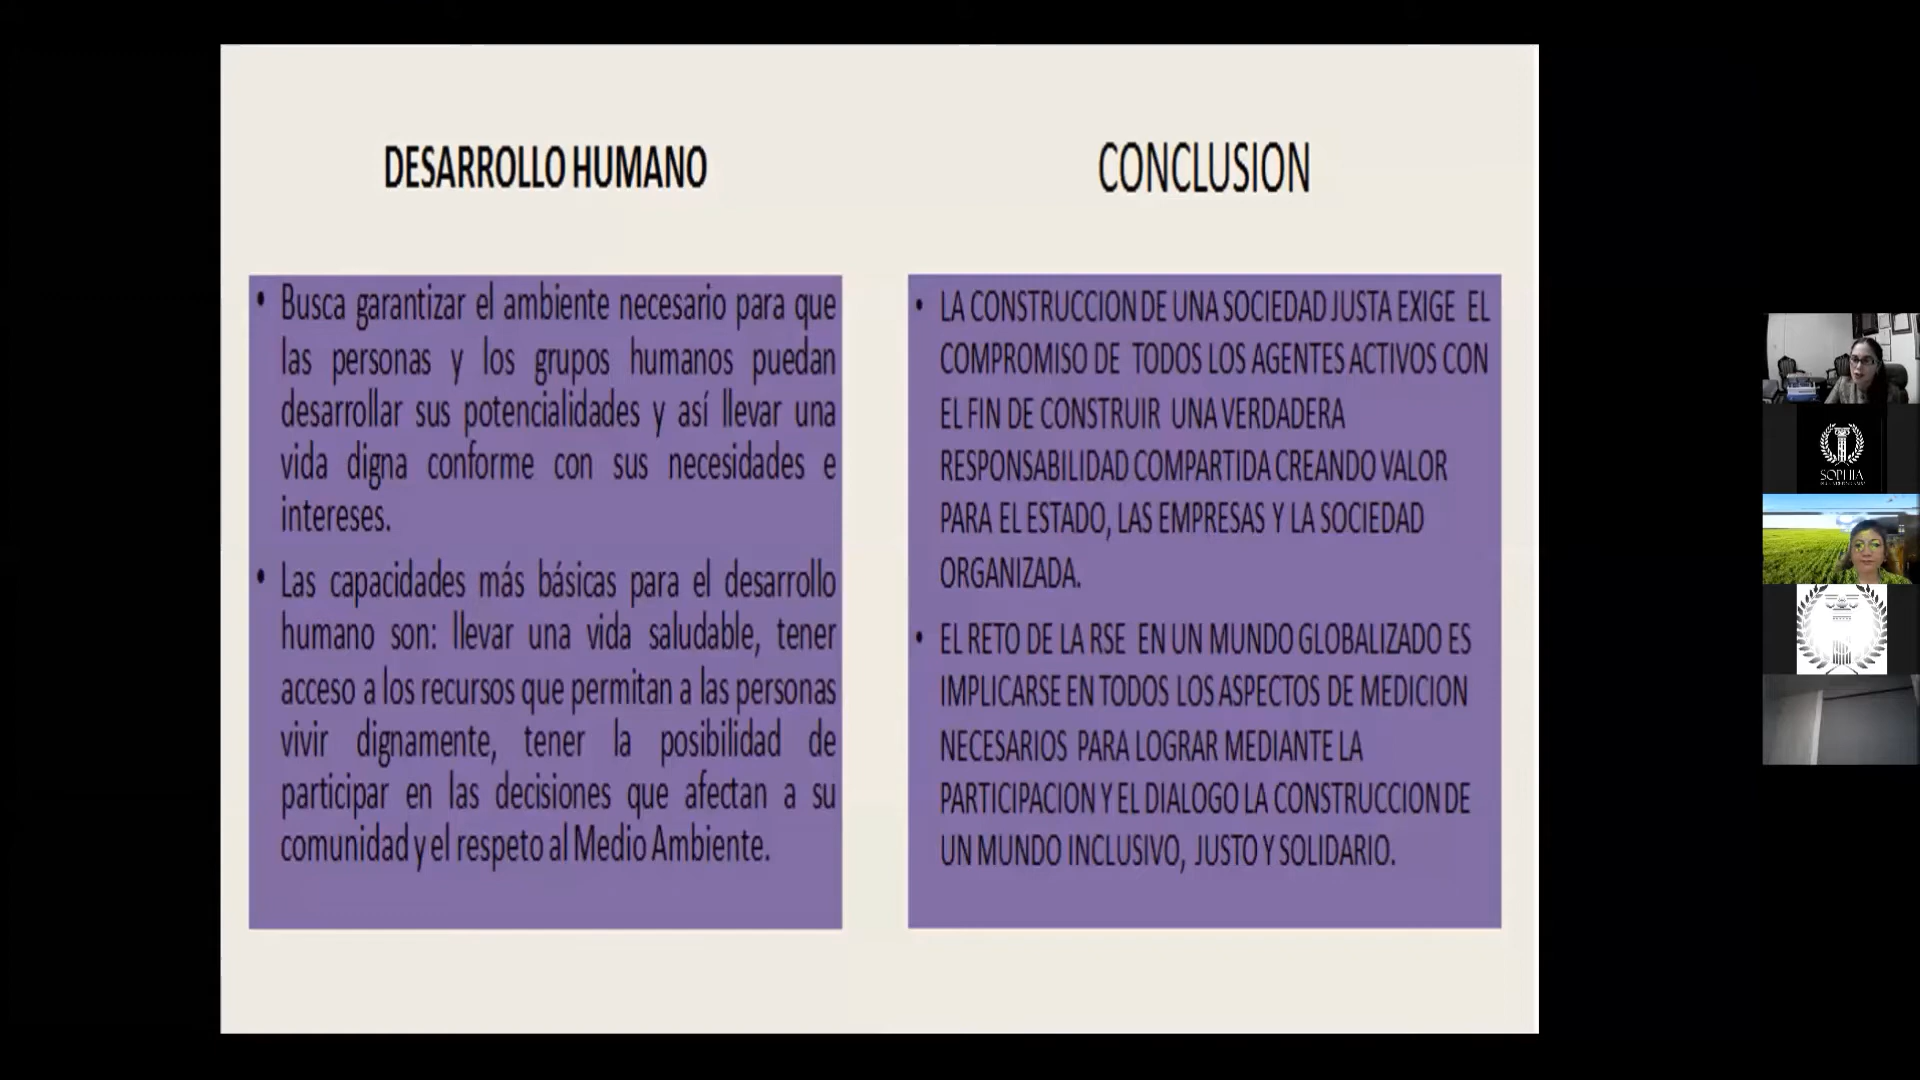 DESARROLLO HUMANO
• Busca garantizar el ambiente necesario para que
las personas y los grupos humanos puedan
desarrollar sus potencialidades y así llevar una
vida digna conforme con sus necesidades e
intereses.
• Las capacidades más básicas para el desarrollo
humano son: llevar una vida saludable, tener
acceso a los recursos que permitan a las personas
vivir dignamente, tener la posibilidad de
participar en las decisiones que afectan a su
comunidad y el respeto al Medio Ambiente.
CONCLUSION
• LA CONSTRUCCION DE UNA SOCIEDAD JUSTA EXIGE EL
COMPROMISO DE TODOS LOS AGENTES ACTIVOS CON
EL FIN DE CONSTRUIR UNA VERDADERA
RESPONSABILIDAD COMPARTIDA CREANDO VALOR
PARA EL ESTADO, LAS EMPRESAS Y LA SOCIEDAD
ORGANIZADA.
• EL RETO DE LA RSE EN UN MUNDO GLOBALIZADO ES
IMPLICARSE EN TODOS LOS ASPECTOS DE MEDICION
NECESARIOS PARA LOGRAR MEDIANTE LA
PARTICIPACION Y EL DIALOGO LA CONSTRUCCION DE
UN MUNDO INCLUSIVO, JUSTO Y SOLIDARIO.
SOPHIA